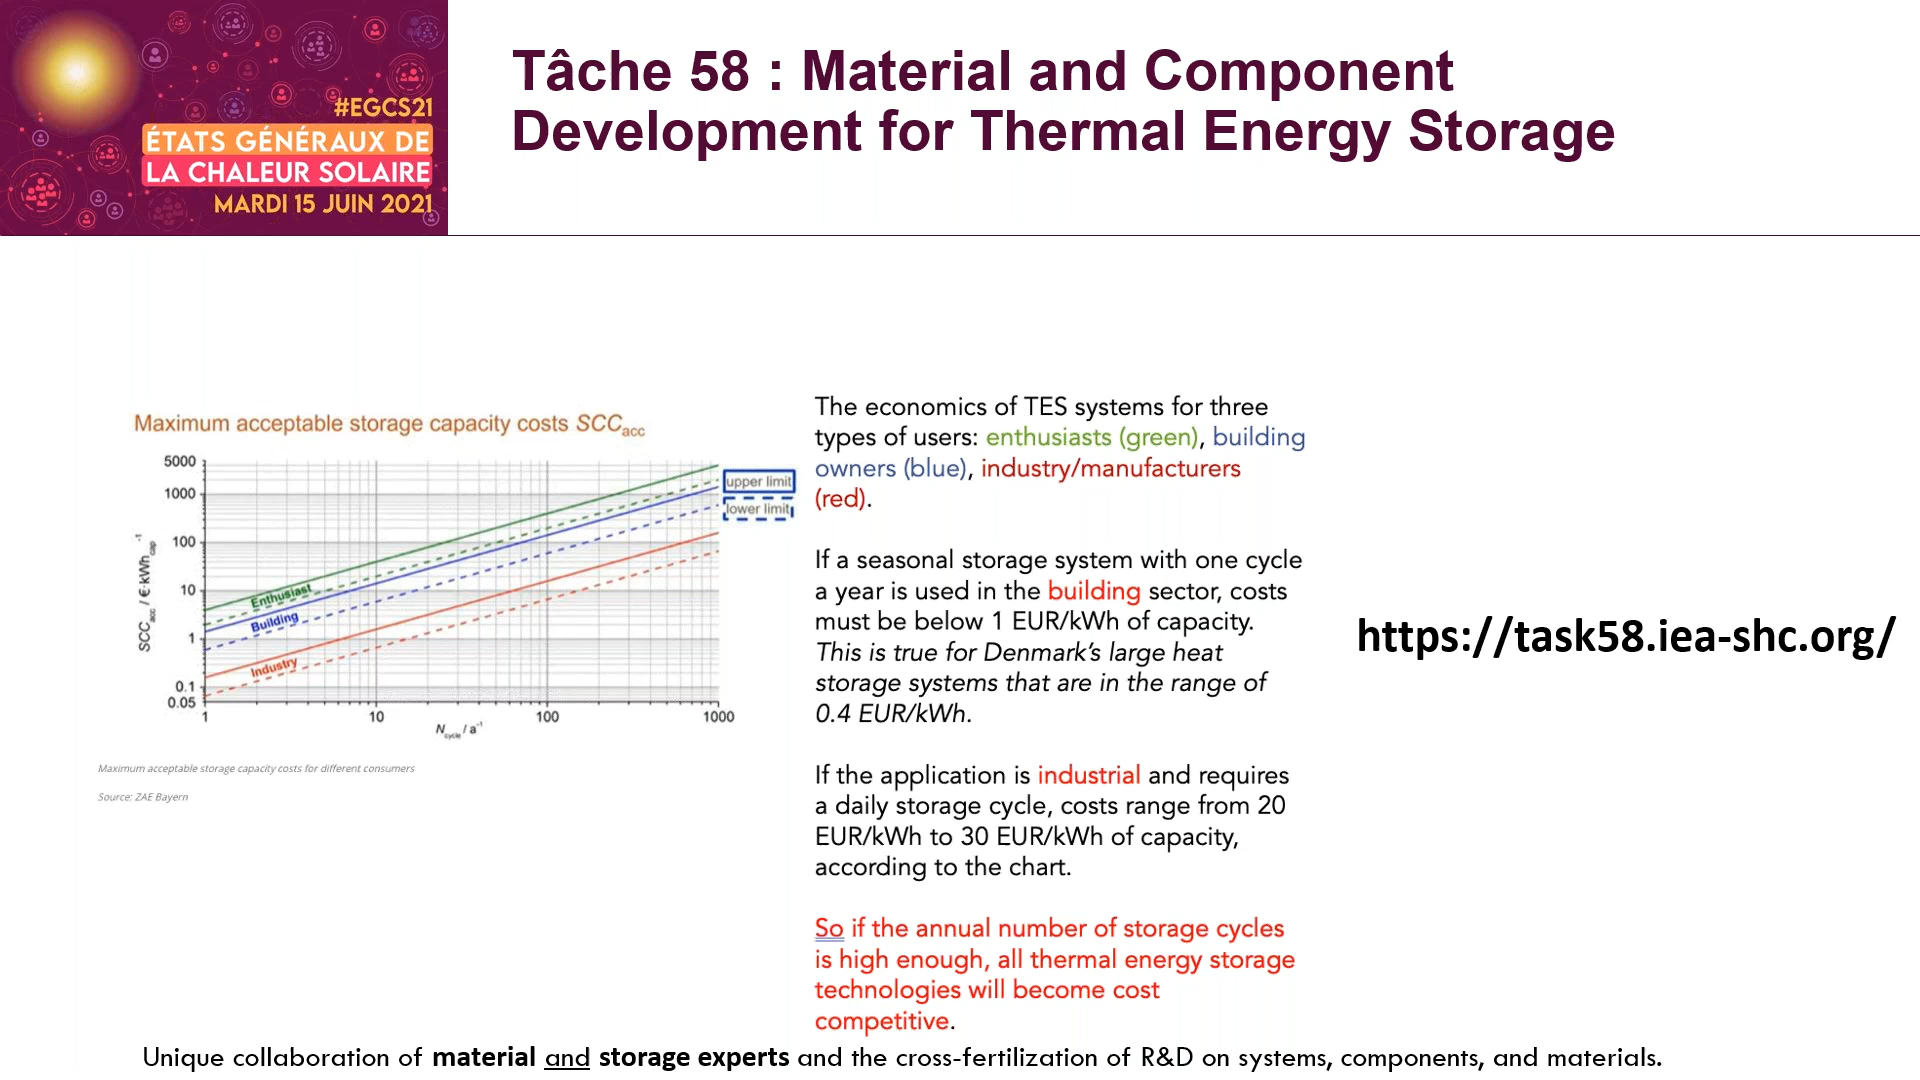 #EGCS21
ÉTATS GÉNÉRAUX DE
LA CHALEUR SOLAIRE
MARDI 15 JUIN 2021
Tâche 58 : Material and Component
Development for Thermal Energy Storage
Maximum acceptable storage capacity costs SCCacc
5000
1000
100
10
1
0.1
0.05
SCCacc / €·kWhcap⁻¹
Enthusiast
Building
Industry
upper limit
lower limit
1
10
100
1000
Ncycle / a⁻¹
Maximum acceptable storage capacity costs for different consumers
Source: ZAE Bayern
The economics of TES systems for three
types of users: enthusiasts (green), building
owners (blue), industry/manufacturers
(red).
If a seasonal storage system with one cycle
a year is used in the building sector, costs
must be below 1 EUR/kWh of capacity.
This is true for Denmark's large heat
storage systems that are in the range of
0.4 EUR/kWh.
If the application is industrial and requires
a daily storage cycle, costs range from 20
EUR/kWh to 30 EUR/kWh of capacity,
according to the chart.
So if the annual number of storage cycles
is high enough, all thermal energy storage
technologies will become cost
competitive.
https://task58.iea-shc.org/
Unique collaboration of material and storage experts and the cross-fertilization of R&D on systems, components, and materials.